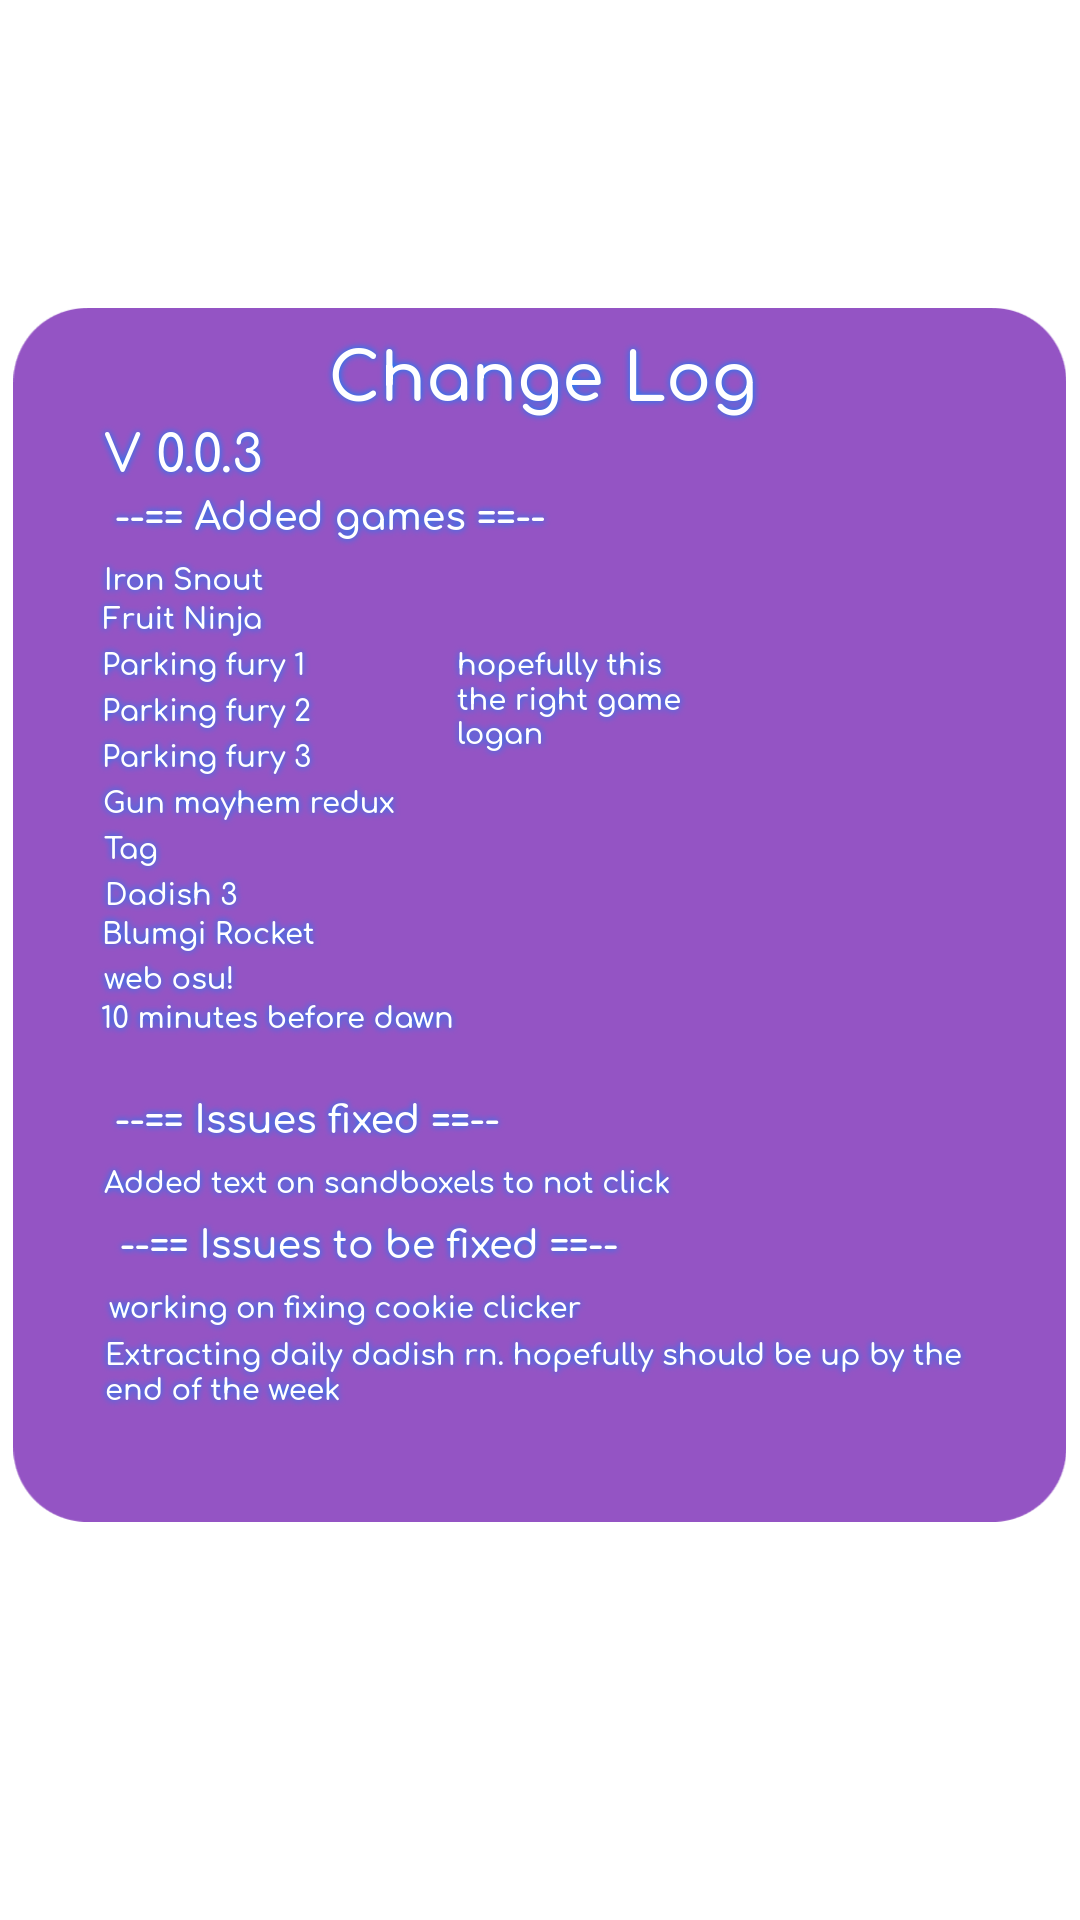 Change Log
V 0.0.3
--== Added games ==--
Iron Snout
Fruit Ninja
Parking fury 1
Parking fury 2
Parking fury 3
hopefully this
the right game
logan
Gun mayhem redux
Tag
Dadish 3
Blumgi Rocket
web osu!
10 minutes before dawn
--== Issues fixed ==--
Added text on sandboxels to not click
--== Issues to be fixed ==--
working on fixing cookie clicker
Extracting daily dadish rn. hopefully should be up by the
end of the week